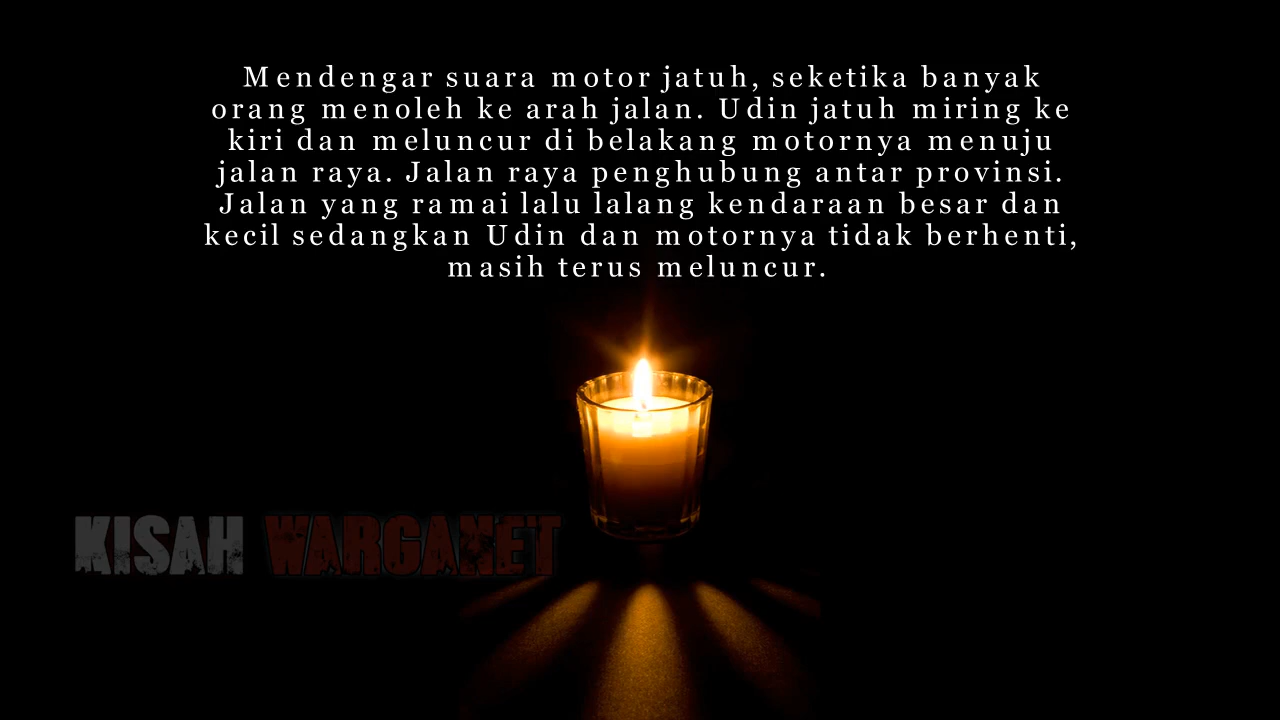 Mendengar suara motor jatuh, seketika banyak
orang menoleh ke arah jalan. Udin jatuh miring ke
kiri dan meluncur di belakang motornya menuju
jalan raya. Jalan raya penghubung antar provinsi.
Jalan yang ramai lalu lalang kendaraan besar dan
kecil sedangkan Udin dan motornya tidak berhenti,
masih terus meluncur.
KISAH WARGANET